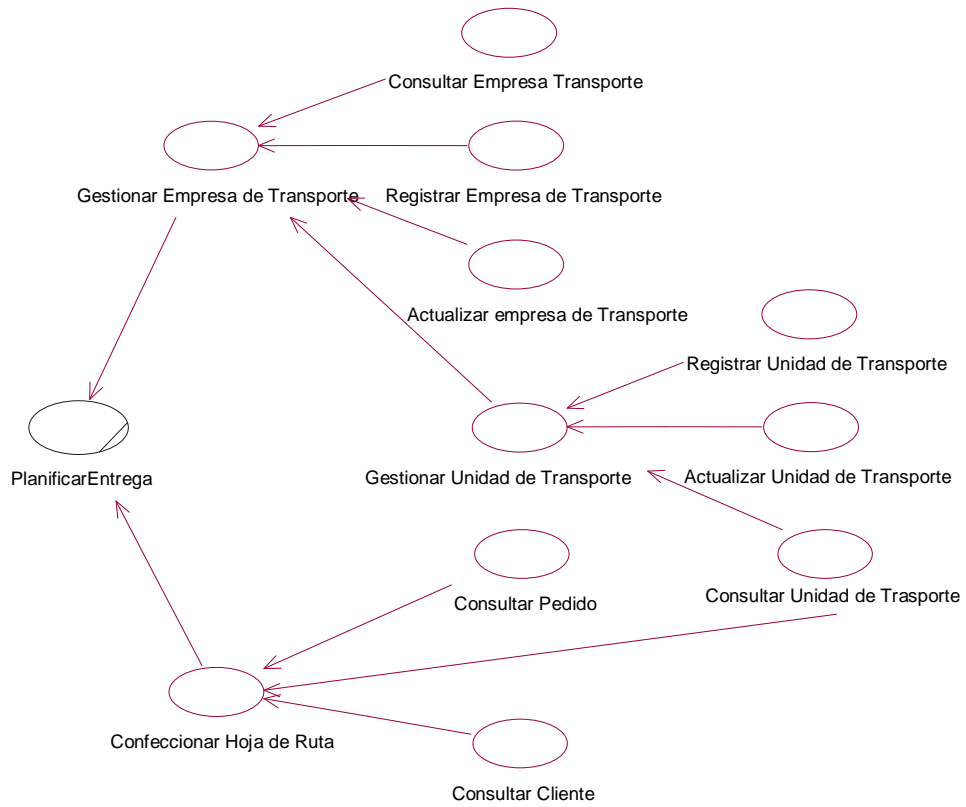 Consultar Empresa Transporte
Gestionar Empresa de Transporte
Registrar Empresa de Transporte
Actualizar empresa de Transporte
Registrar Unidad de Transporte
PlanificarEntrega
Gestionar Unidad de Transporte
Actualizar Unidad de Transporte
Consultar Pedido
Consultar Unidad de Trasporte
Confeccionar Hoja de Ruta
Consultar Cliente